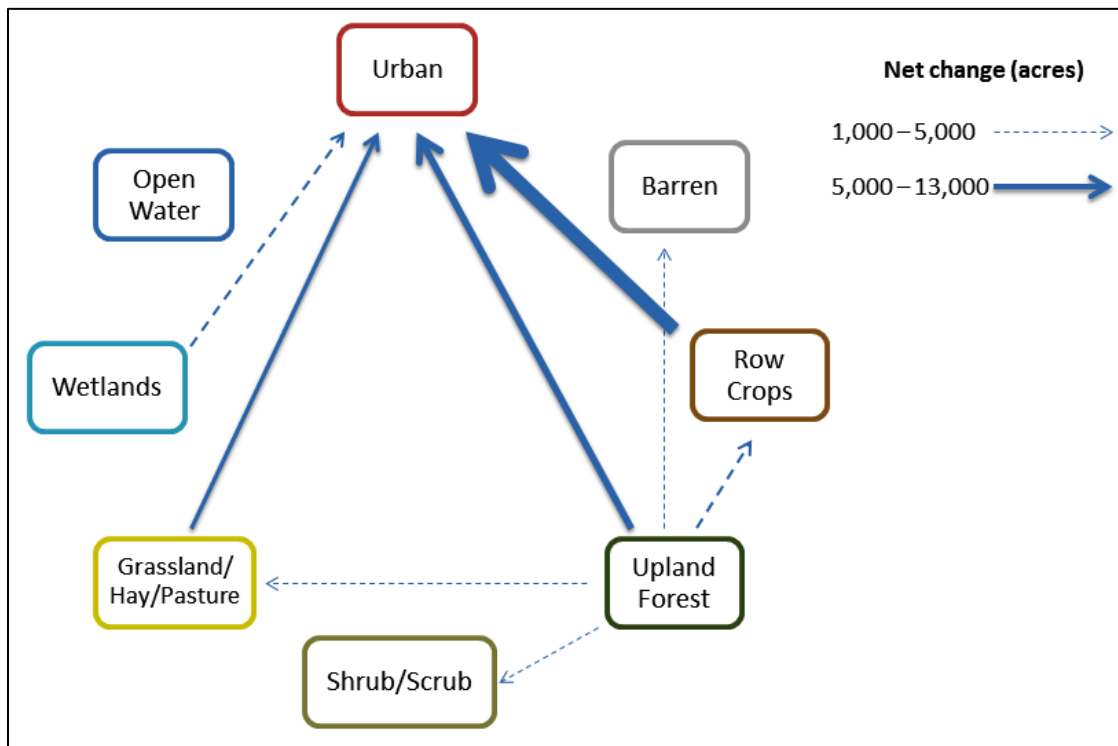 Urban
Net change (acres)
1,000 – 5,000
5,000 – 13,000
Open
Water
Barren
Wetlands
Row
Crops
Grassland/
Hay/Pasture
Upland
Forest
Shrub/Scrub